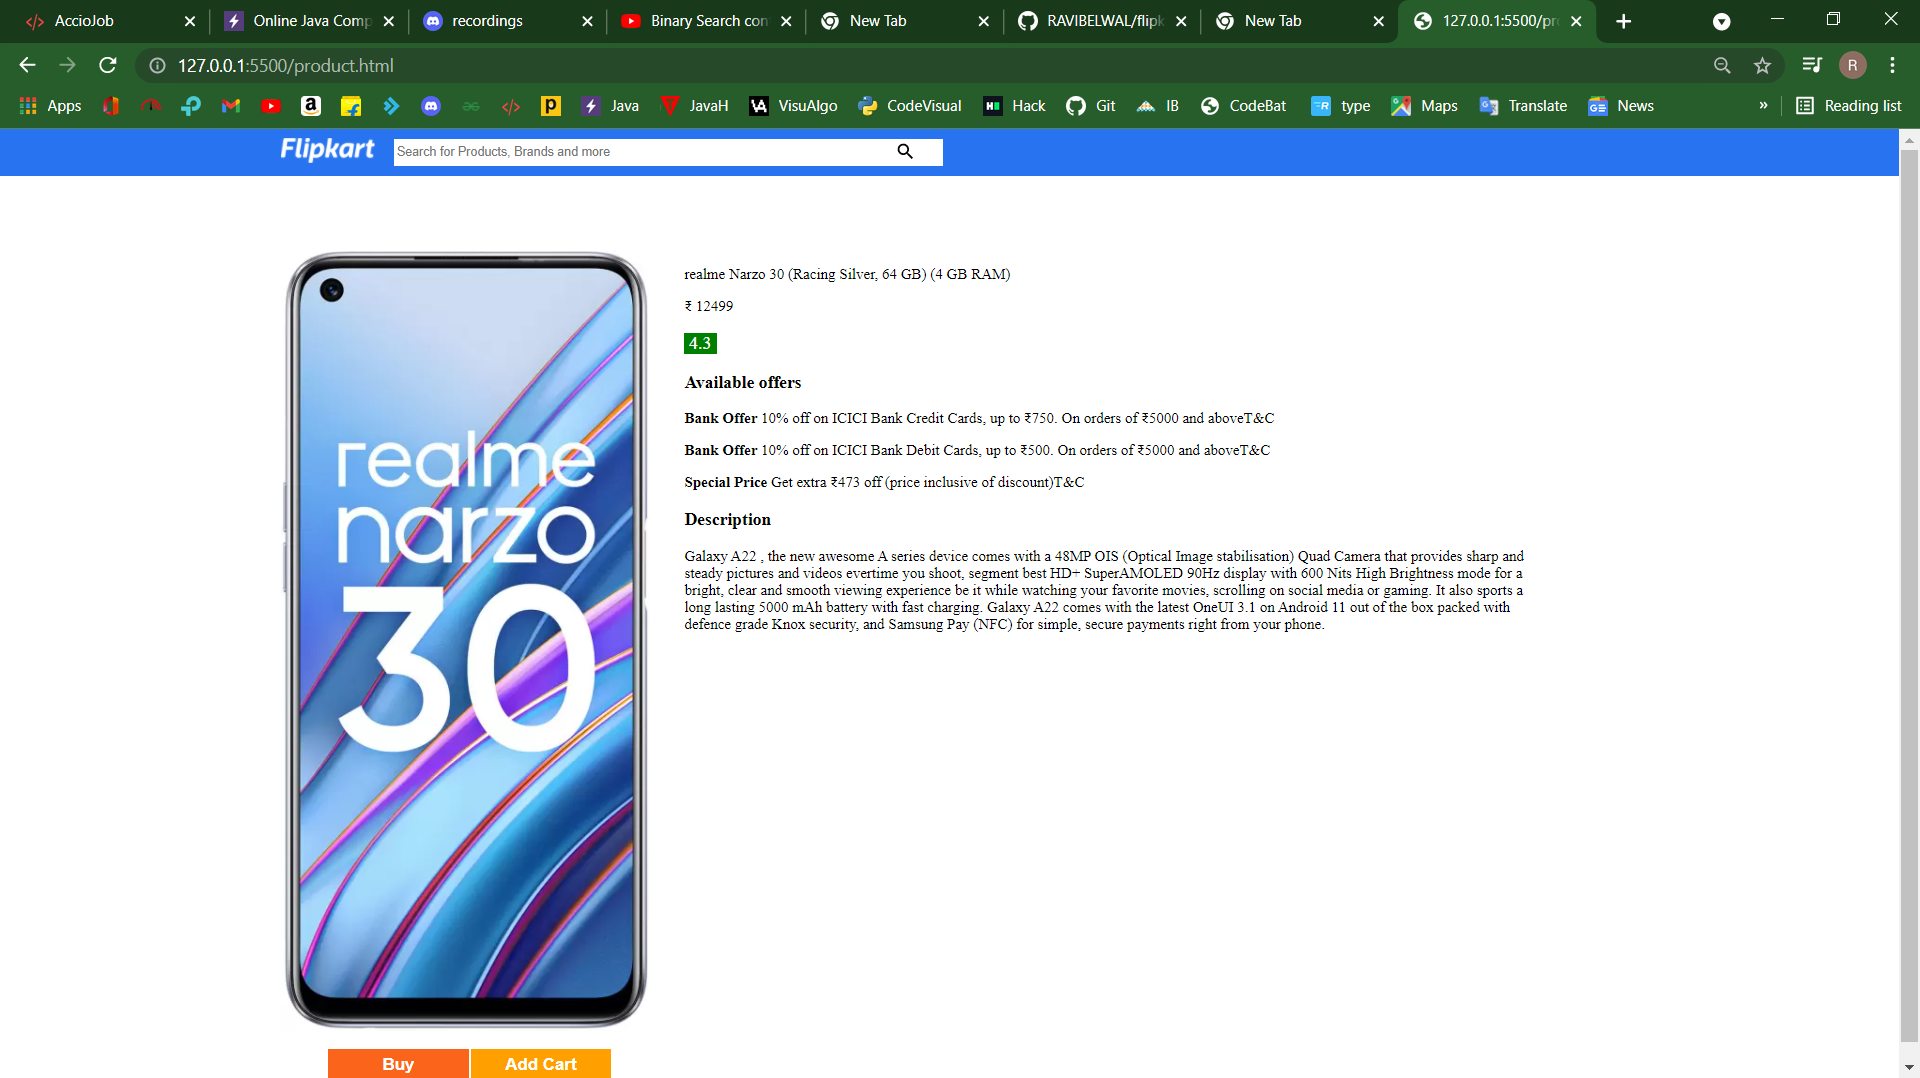 AccioJob
Online Java Comp
recordings
Binary Search con
New Tab
RAVIBELWAL/flipk
New Tab
127.0.0.1:5500/pr
127.0.0.1:5500/product.html
R
Apps
Java
JavaH
VisuAlgo
CodeVisual
Hack
Git
IB
CodeBat
type
Maps
Translate
News
»
Reading list
Flipkart
Search for Products, Brands and more
realme
narzo
30
realme Narzo 30 (Racing Silver, 64 GB) (4 GB RAM)
₹ 12499
4.3
Available offers
Bank Offer 10% off on ICICI Bank Credit Cards, up to ₹750. On orders of ₹5000 and aboveT&C
Bank Offer 10% off on ICICI Bank Debit Cards, up to ₹500. On orders of ₹5000 and aboveT&C
Special Price Get extra ₹473 off (price inclusive of discount)T&C
Description
Galaxy A22 , the new awesome A series device comes with a 48MP OIS (Optical Image stabilisation) Quad Camera that provides sharp and
steady pictures and videos evertime you shoot, segment best HD+ SuperAMOLED 90Hz display with 600 Nits High Brightness mode for a
bright, clear and smooth viewing experience be it while watching your favorite movies, scrolling on social media or gaming. It also sports a
long lasting 5000 mAh battery with fast charging. Galaxy A22 comes with the latest OneUI 3.1 on Android 11 out of the box packed with
defence grade Knox security, and Samsung Pay (NFC) for simple, secure payments right from your phone.
Buy
Add Cart